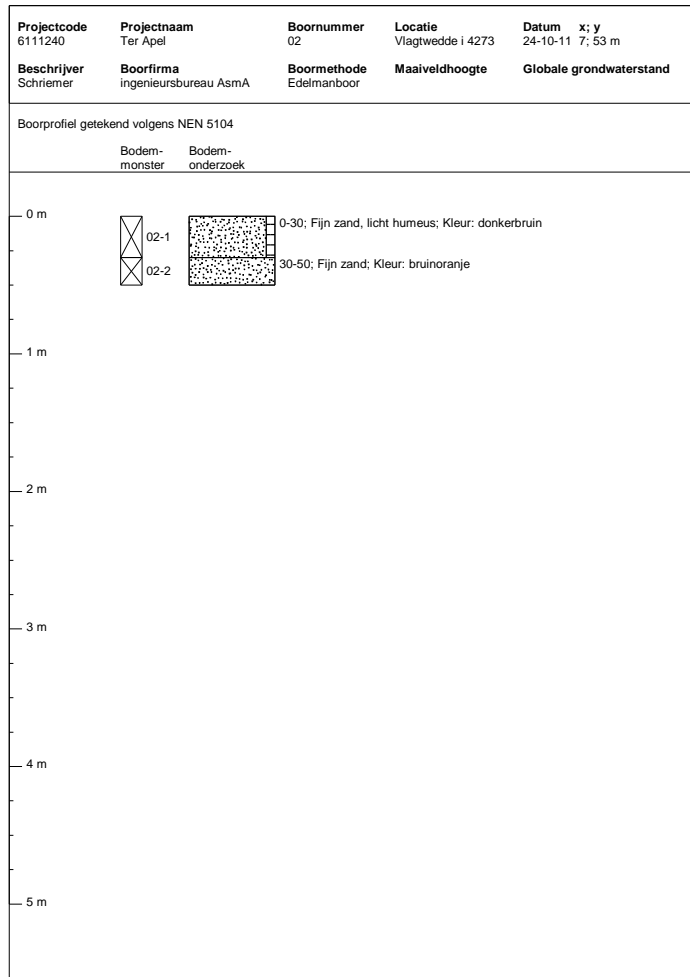 Projectcode Projectnaam Boornummer Locatie Datum x; y
6111240 Ter Apel 02 Vlagtwedde i 4273 24-10-11 7; 53 m
Beschrijver Boorfirma Boormethode Maaiveldhoogte Globale grondwaterstand
Schriemer ingenieursbureau AsmA Edelmanboor
Boorprofiel getekend volgens NEN 5104
Bodem- Bodem-
monster onderzoek
0 m
0-30; Fijn zand, licht humeus; Kleur: donkerbruin
02-1
30-50; Fijn zand; Kleur: bruinoranje
02-2
1 m
2 m
3 m
4 m
5 m